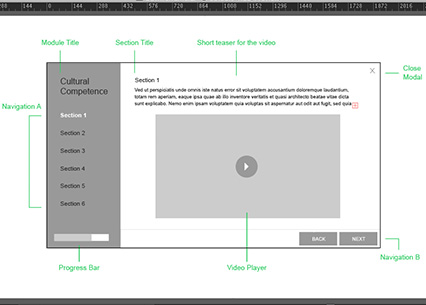 288 144 0 144 288 432 576 720 864 1008 1152 1296 1440 1584 1728 1872 2016
Module Title
Section Title
Short teaser for the video
Close
Modal
Cultural
Competence
Section 1
Ved ut perspiciatis unde omnis iste natus error sit voluptatem accusantium doloremque laudantium,
totam rem aperiam, eaque ipsa quae ab illo inventore veritatis et quasi architecto beatae vitae dicta
sunt explicabo. Nemo enim ipsam voluptatem quia voluptas sit aspernatur aut odit aut fugit, sed quia
Navigation A
Section 1
Section 2
Section 3
Section 4
Section 5
Section 6
BACK
NEXT
Navigation B
Progress Bar
Video Player